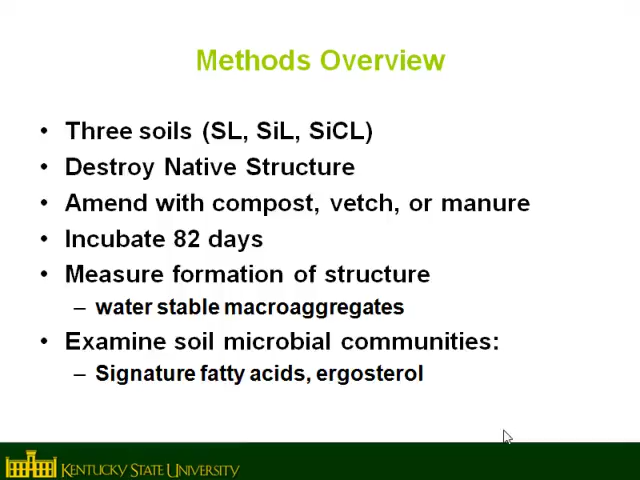 Methods Overview
• Three soils (SL, SiL, SiCL)
• Destroy Native Structure
• Amend with compost, vetch, or manure
• Incubate 82 days
• Measure formation of structure
– water stable macroaggregates
• Examine soil microbial communities:
– Signature fatty acids, ergosterol
KENTUCKY STATE UNIVERSITY